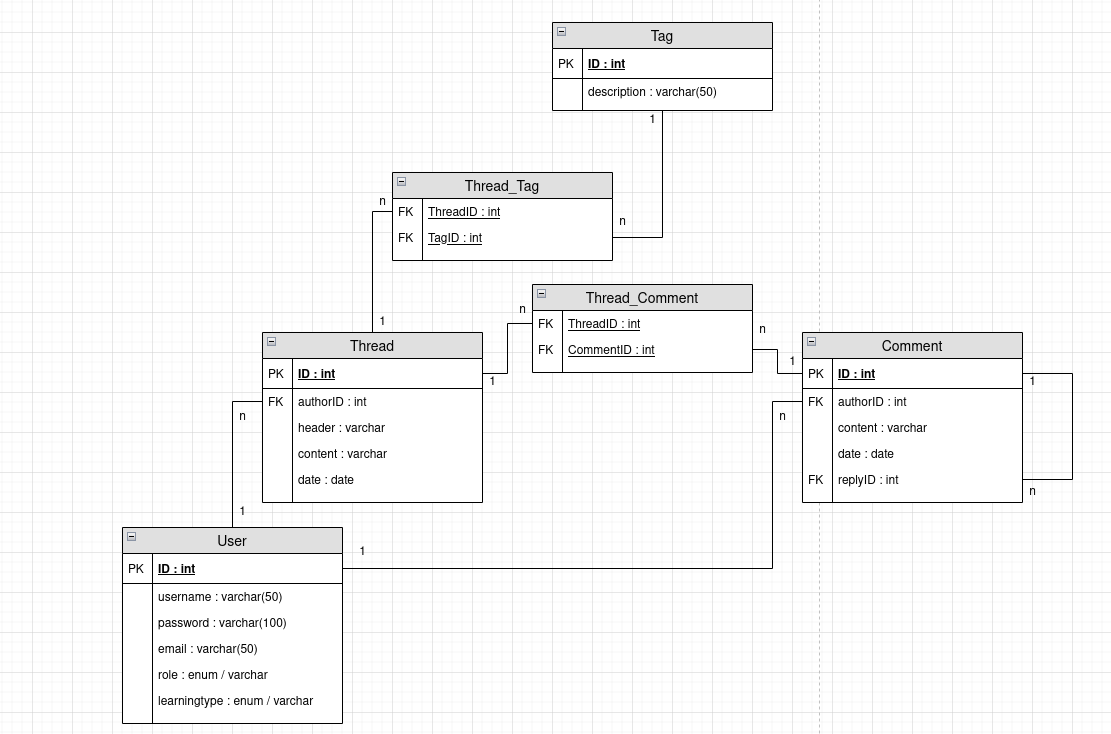 Tag
PK ID : int
description : varchar(50)
1
Thread_Tag
n
FK ThreadID : int
n
FK TagID : int
Thread_Comment
n
FK ThreadID : int
n
FK CommentID : int
1
1
Thread
PK ID : int
1
FK authorID : int
n
header : varchar
content : varchar
date : date
1
Comment
PK ID : int
1
FK authorID : int
n
content : varchar
date : date
FK replyID : int
n
1
User
1
PK ID : int
username : varchar(50)
password : varchar(100)
email : varchar(50)
role : enum / varchar
learningtype : enum / varchar